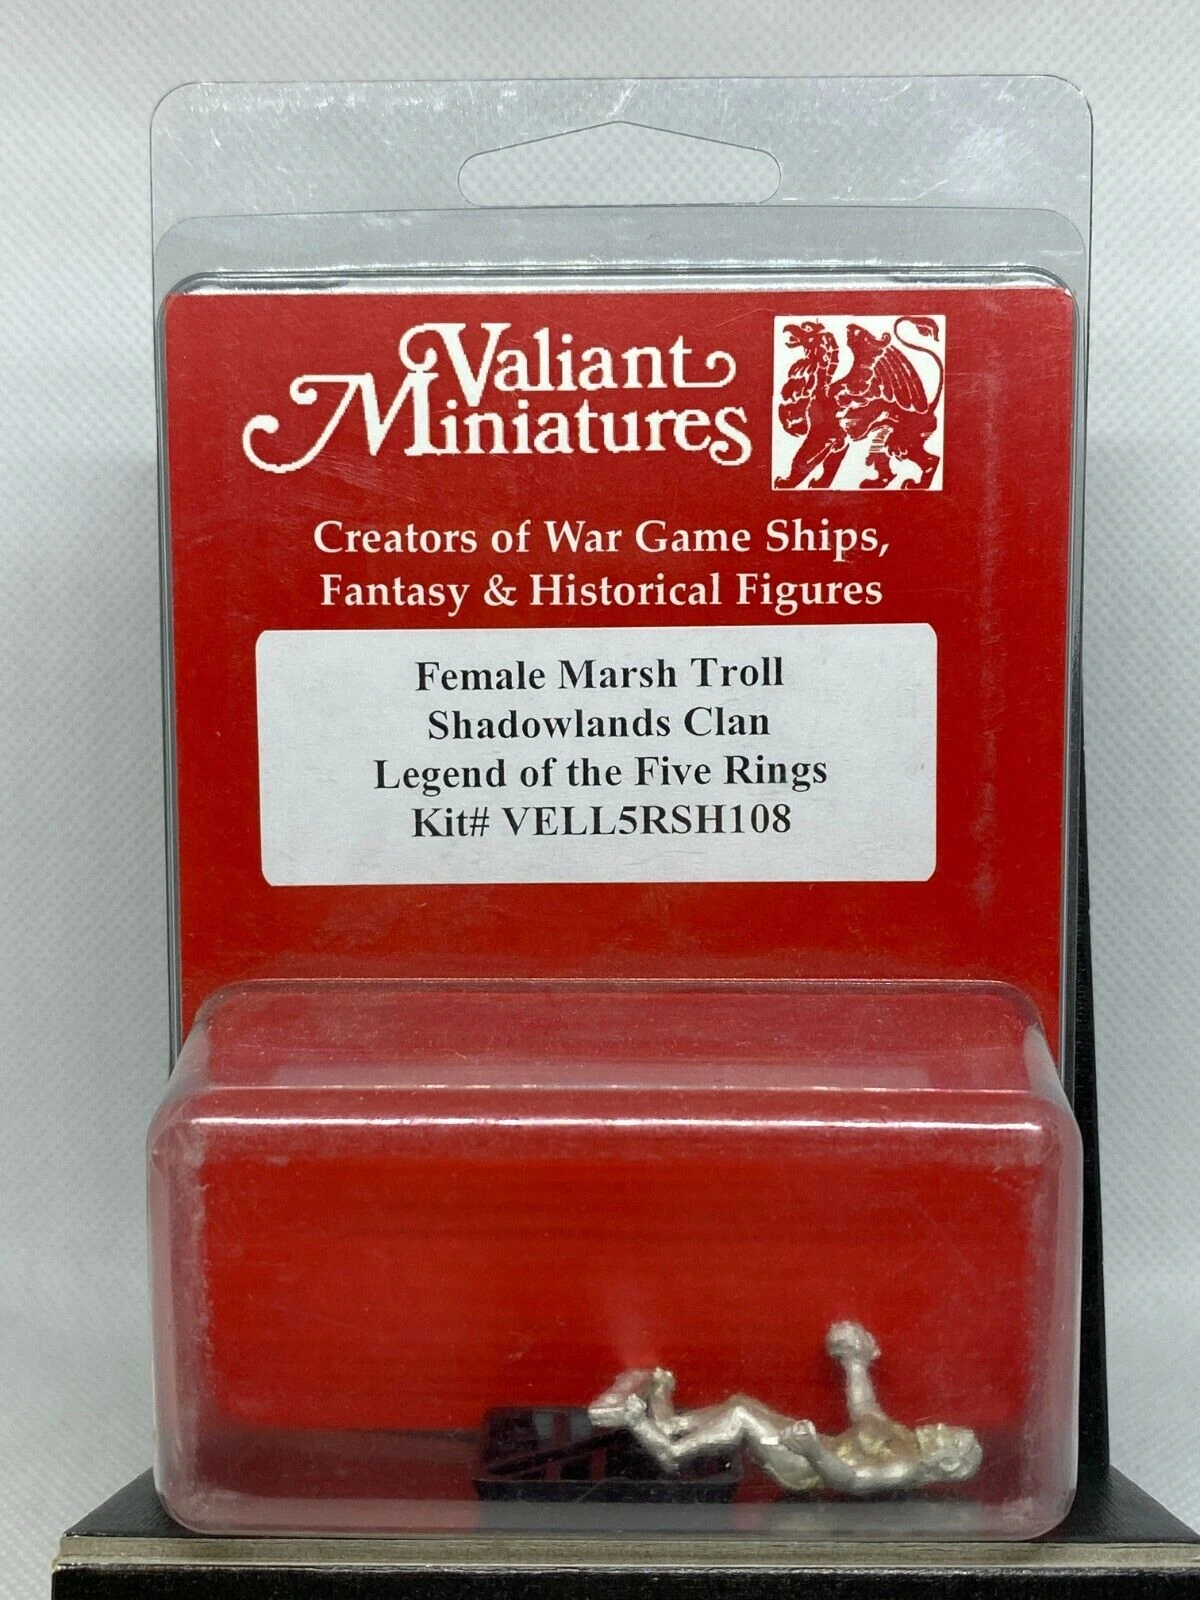 Valiant
Miniatures
Creators of War Game Ships,
Fantasy & Historical Figures
Female Marsh Troll
Shadowlands Clan
Legend of the Five Rings
Kit# VELL5RSH108